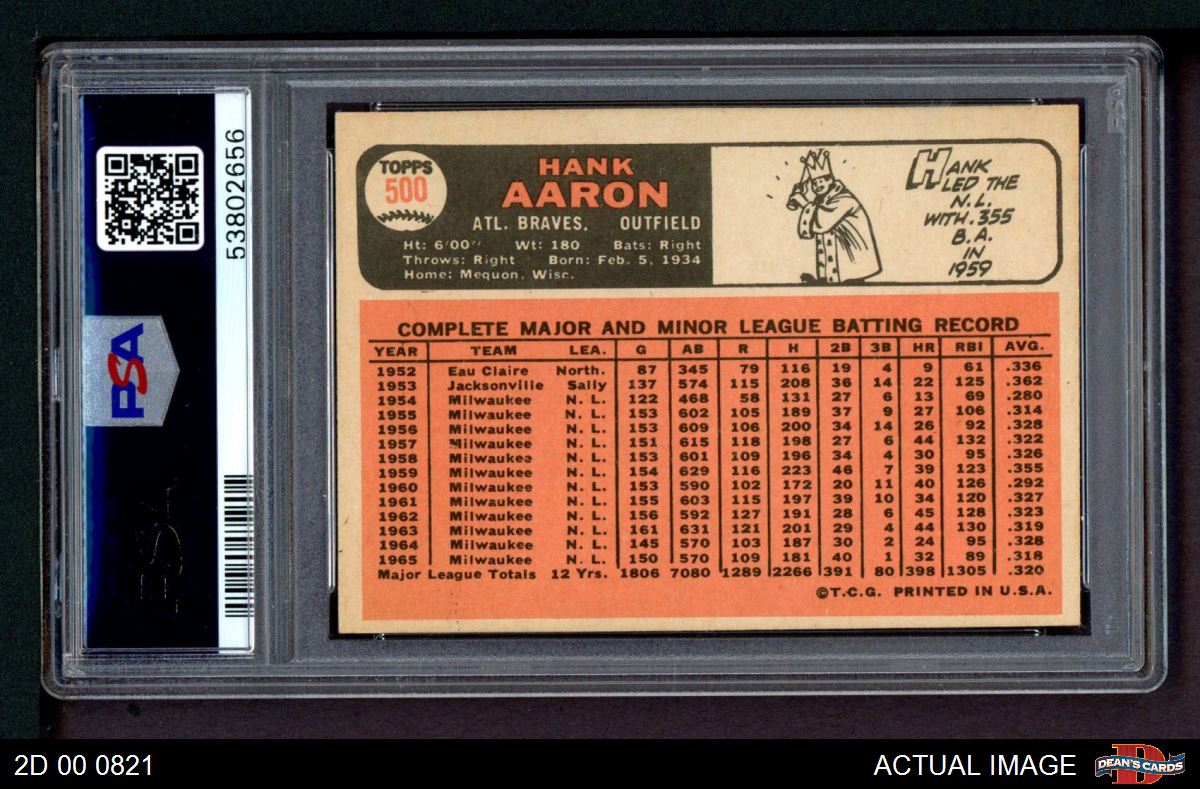 53802656
PSA
TOPPS
500
HANK
AARON
ATL. BRAVES. OUTFIELD
Ht: 6'00" Wt: 180 Bats: Right
Throws: Right Born: Feb. 5, 1934
Home: Mequon, Wisc.
HANK
LED THE
N.L.
WITH .355
B.A.
IN
1959
COMPLETE MAJOR AND MINOR LEAGUE BATTING RECORD
YEAR TEAM LEA. G AB R H 2B 3B HR RBI AVG.
1952 Eau Claire North. 87 345 79 116 19 4 9 61 .336
1953 Jacksonville Sally 137 574 115 208 36 14 22 125 .362
1954 Milwaukee N. L. 122 468 58 131 27 6 13 69 .280
1955 Milwaukee N. L. 153 602 105 189 37 9 27 106 .314
1956 Milwaukee N. L. 153 609 106 200 34 14 26 92 .328
1957 Milwaukee N. L. 151 615 118 198 27 6 44 132 .322
1958 Milwaukee N. L. 153 601 109 196 34 4 30 95 .326
1959 Milwaukee N. L. 154 629 116 223 46 7 39 123 .355
1960 Milwaukee N. L. 153 590 102 172 20 11 40 126 .292
1961 Milwaukee N. L. 155 603 115 197 39 10 34 120 .327
1962 Milwaukee N. L. 156 592 127 191 28 6 45 128 .323
1963 Milwaukee N. L. 161 631 121 201 29 4 44 130 .319
1964 Milwaukee N. L. 145 570 103 187 30 2 24 95 .328
1965 Milwaukee N. L. 150 570 109 181 40 1 32 89 .318
Major League Totals 12 Yrs. 1806 7080 1289 2266 391 80 398 1305 .320
©T.C.G. PRINTED IN U.S.A.
2D 00 0821
ACTUAL IMAGE
DEAN'S CARDS